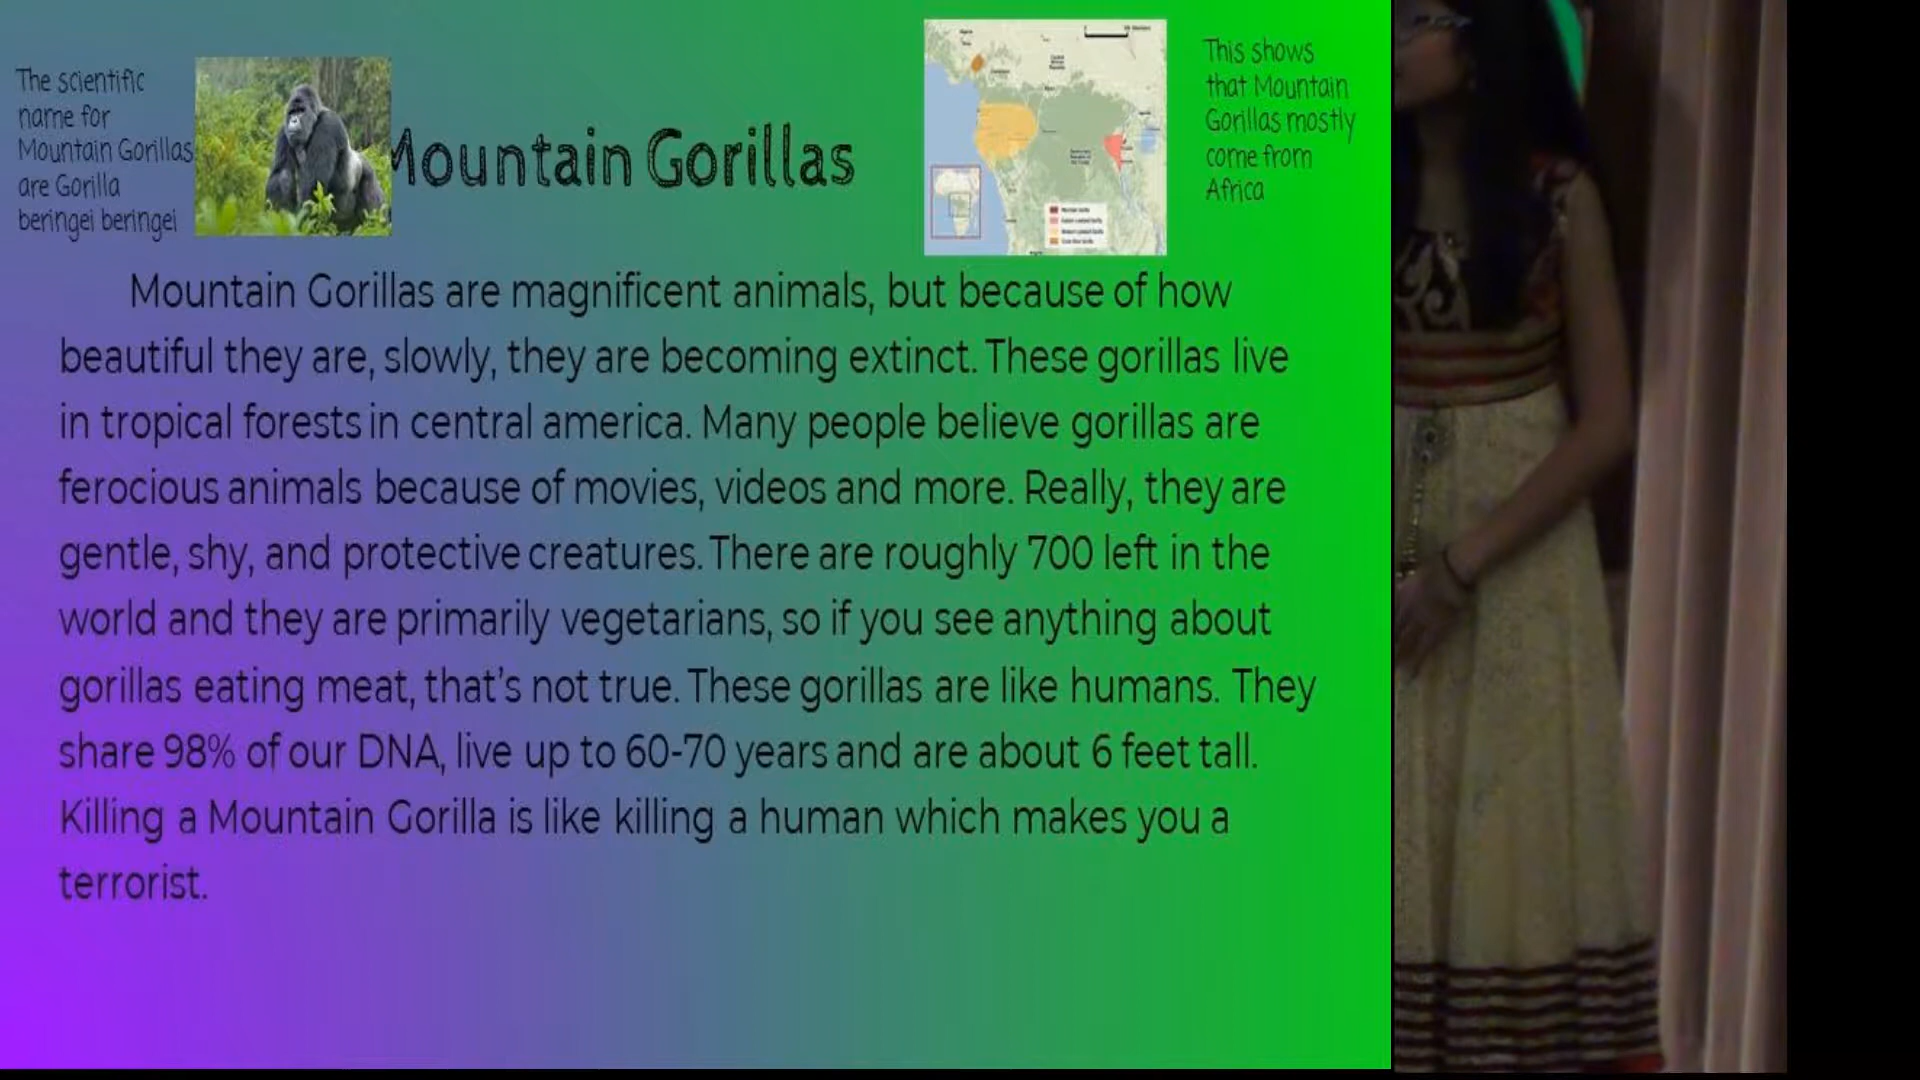 The scientific
name for
Mountain Gorillas
are Gorilla
beringei beringei
Mountain Gorillas
This shows
that Mountain
Gorillas mostly
come from
Africa
Mountain Gorillas are magnificent animals, but because of how
beautiful they are, slowly, they are becoming extinct. These gorillas live
in tropical forests in central america. Many people believe gorillas are
ferocious animals because of movies, videos and more. Really, they are
gentle, shy, and protective creatures. There are roughly 700 left in the
world and they are primarily vegetarians, so if you see anything about
gorillas eating meat, that's not true. These gorillas are like humans. They
share 98% of our DNA, live up to 60-70 years and are about 6 feet tall.
Killing a Mountain Gorilla is like killing a human which makes you a
terrorist.